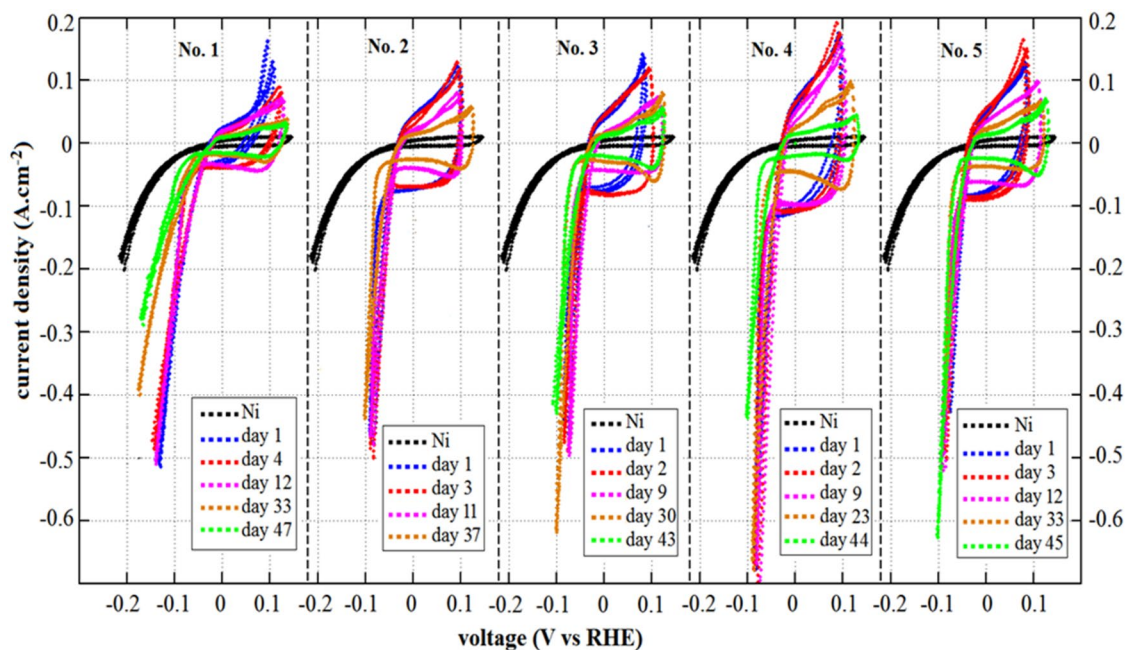 0.2
0.1
0
-0.1
-0.2
-0.3
-0.4
-0.5
-0.6
current density (A.cm⁻²)
No. 1
No. 2
No. 3
No. 4
No. 5
0.2
0.1
0
-0.1
-0.2
-0.3
-0.4
-0.5
-0.6
Ni
day 1
day 4
day 12
day 33
day 47
Ni
day 1
day 3
day 11
day 37
Ni
day 1
day 2
day 9
day 30
day 43
Ni
day 1
day 2
day 9
day 23
day 44
Ni
day 1
day 3
day 12
day 33
day 45
-0.2 -0.1 0 0.1 -0.2 -0.1 0 0.1 -0.2 -0.1 0 0.1 -0.2 -0.1 0 0.1 -0.2 -0.1 0 0.1
voltage (V vs RHE)